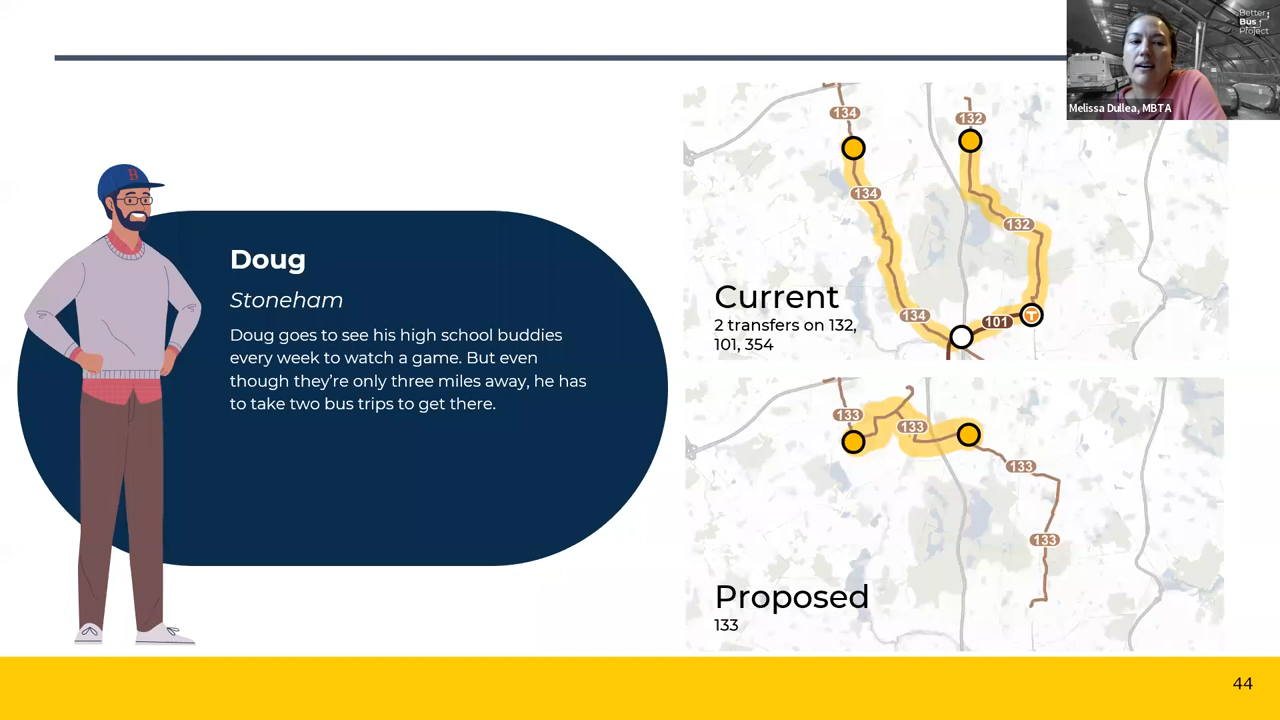 Better
Bus
Project
Melissa Dullea, MBTA
B
Doug
Stoneham
Doug goes to see his high school buddies
every week to watch a game. But even
though they're only three miles away, he has
to take two bus trips to get there.
134
132
134
132
134
101
T
Current
2 transfers on 132,
101, 354
133
133
133
133
Proposed
133
44